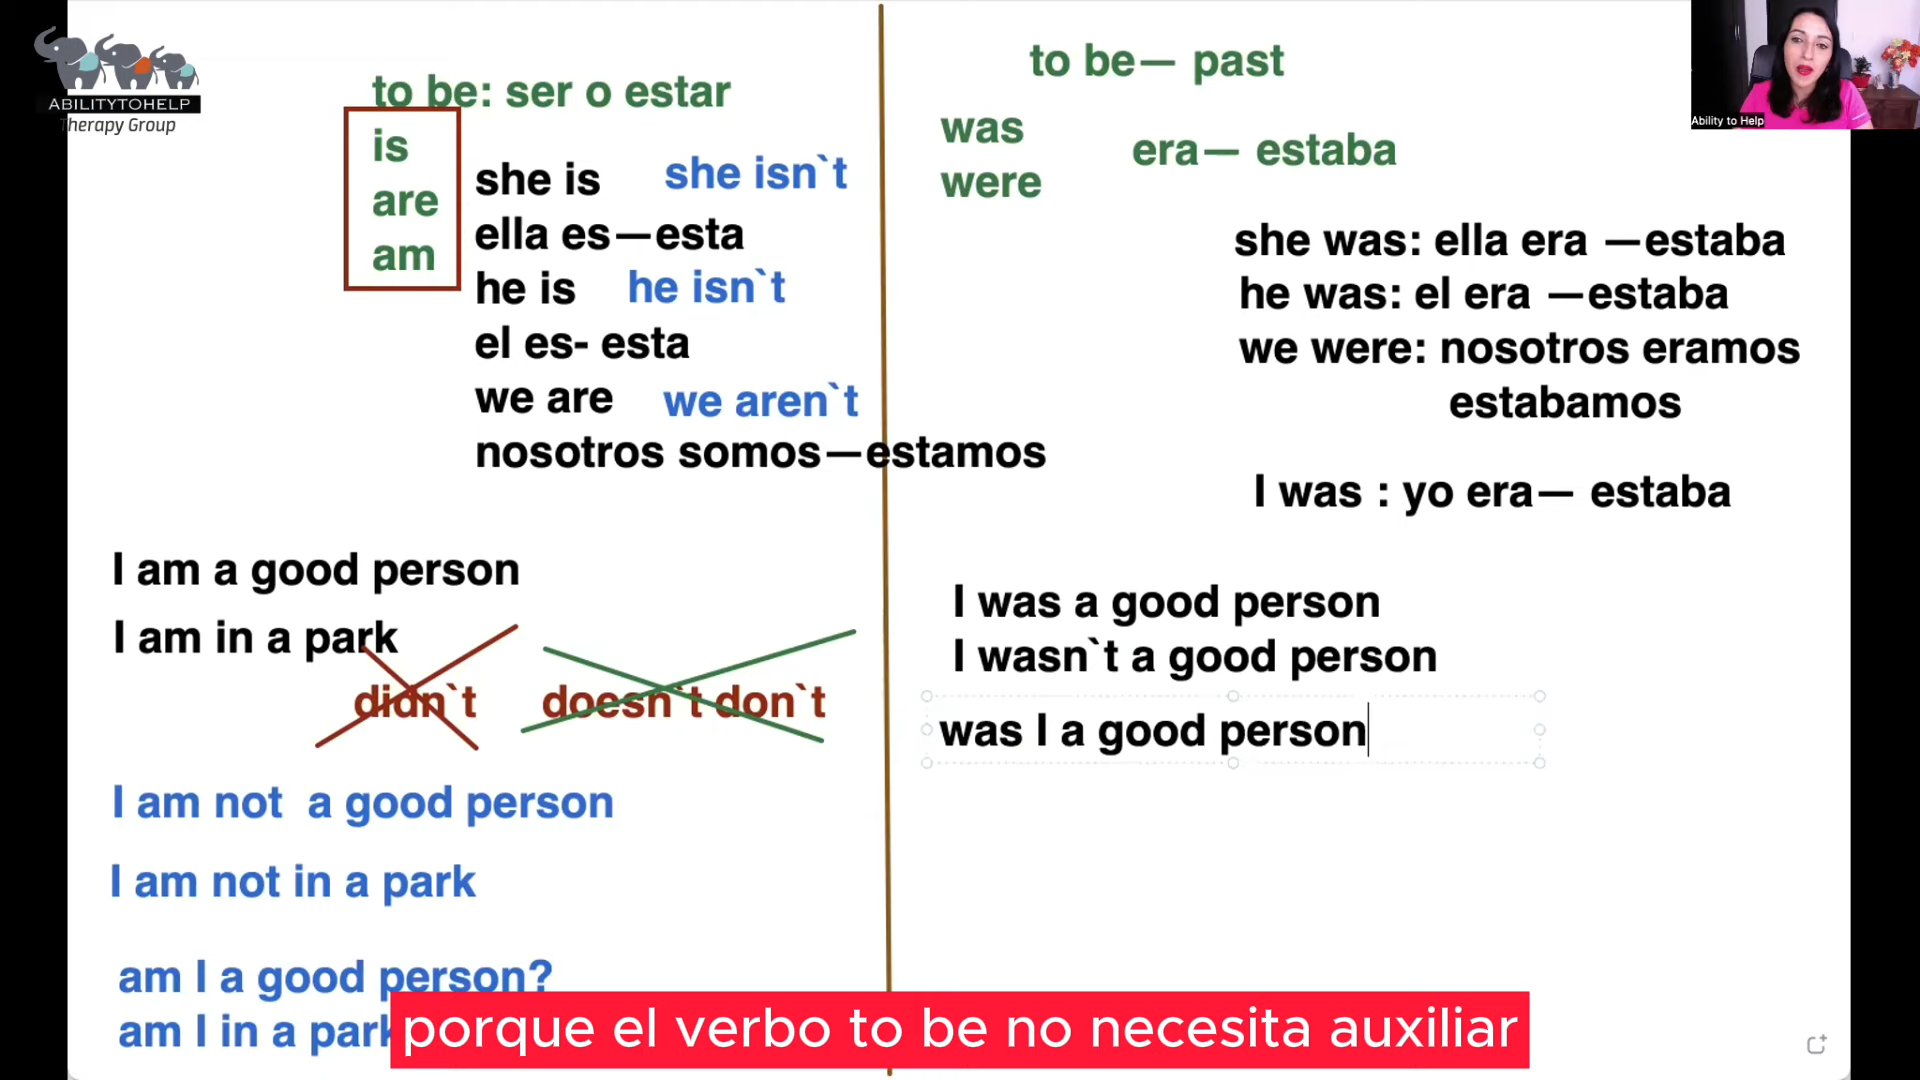 ABILITYTOHELP
Therapy Group
to be: ser o estar
is
are
am
she is she isn`t
ella es—esta
he is he isn`t
el es- esta
we are we aren`t
nosotros somos—estamos
I am a good person
I am in a park
didn`t doesn`t don`t
I am not a good person
I am not in a park
am I a good person?
am I in a park
to be— past
was
were
era— estaba
she was: ella era —estaba
he was: el era —estaba
we were: nosotros eramos
estabamos
I was : yo era— estaba
I was a good person
I wasn`t a good person
was I a good person
Ability to Help
porque el verbo to be no necesita auxiliar